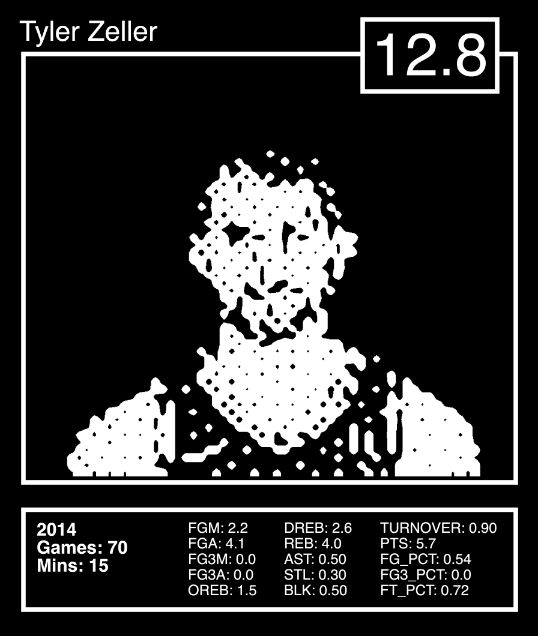 Tyler Zeller
12.8
2014
Games: 70
Mins: 15
FGM: 2.2
FGA: 4.1
FG3M: 0.0
FG3A: 0.0
OREB: 1.5
DREB: 2.6
REB: 4.0
AST: 0.50
STL: 0.30
BLK: 0.50
TURNOVER: 0.90
PTS: 5.7
FG_PCT: 0.54
FG3_PCT: 0.0
FT_PCT: 0.72